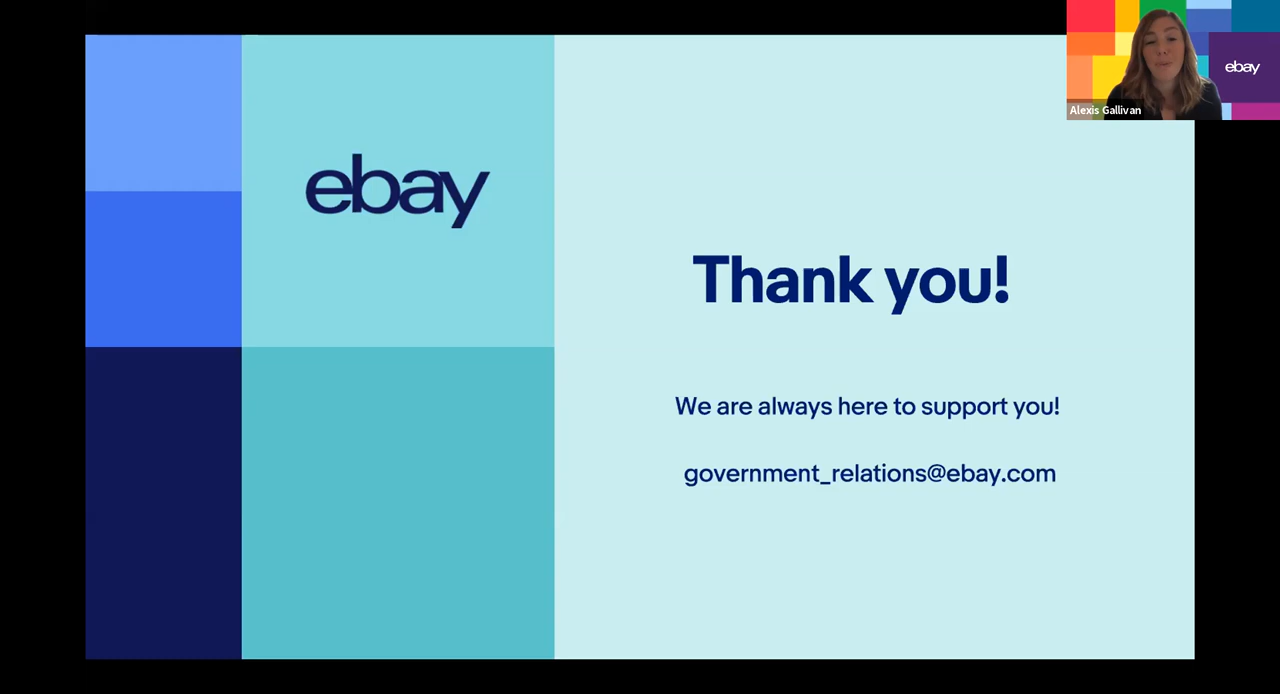 ebay
Alexis Gallivan
ebay
Thank you!
We are always here to support you!
government_relations@ebay.com